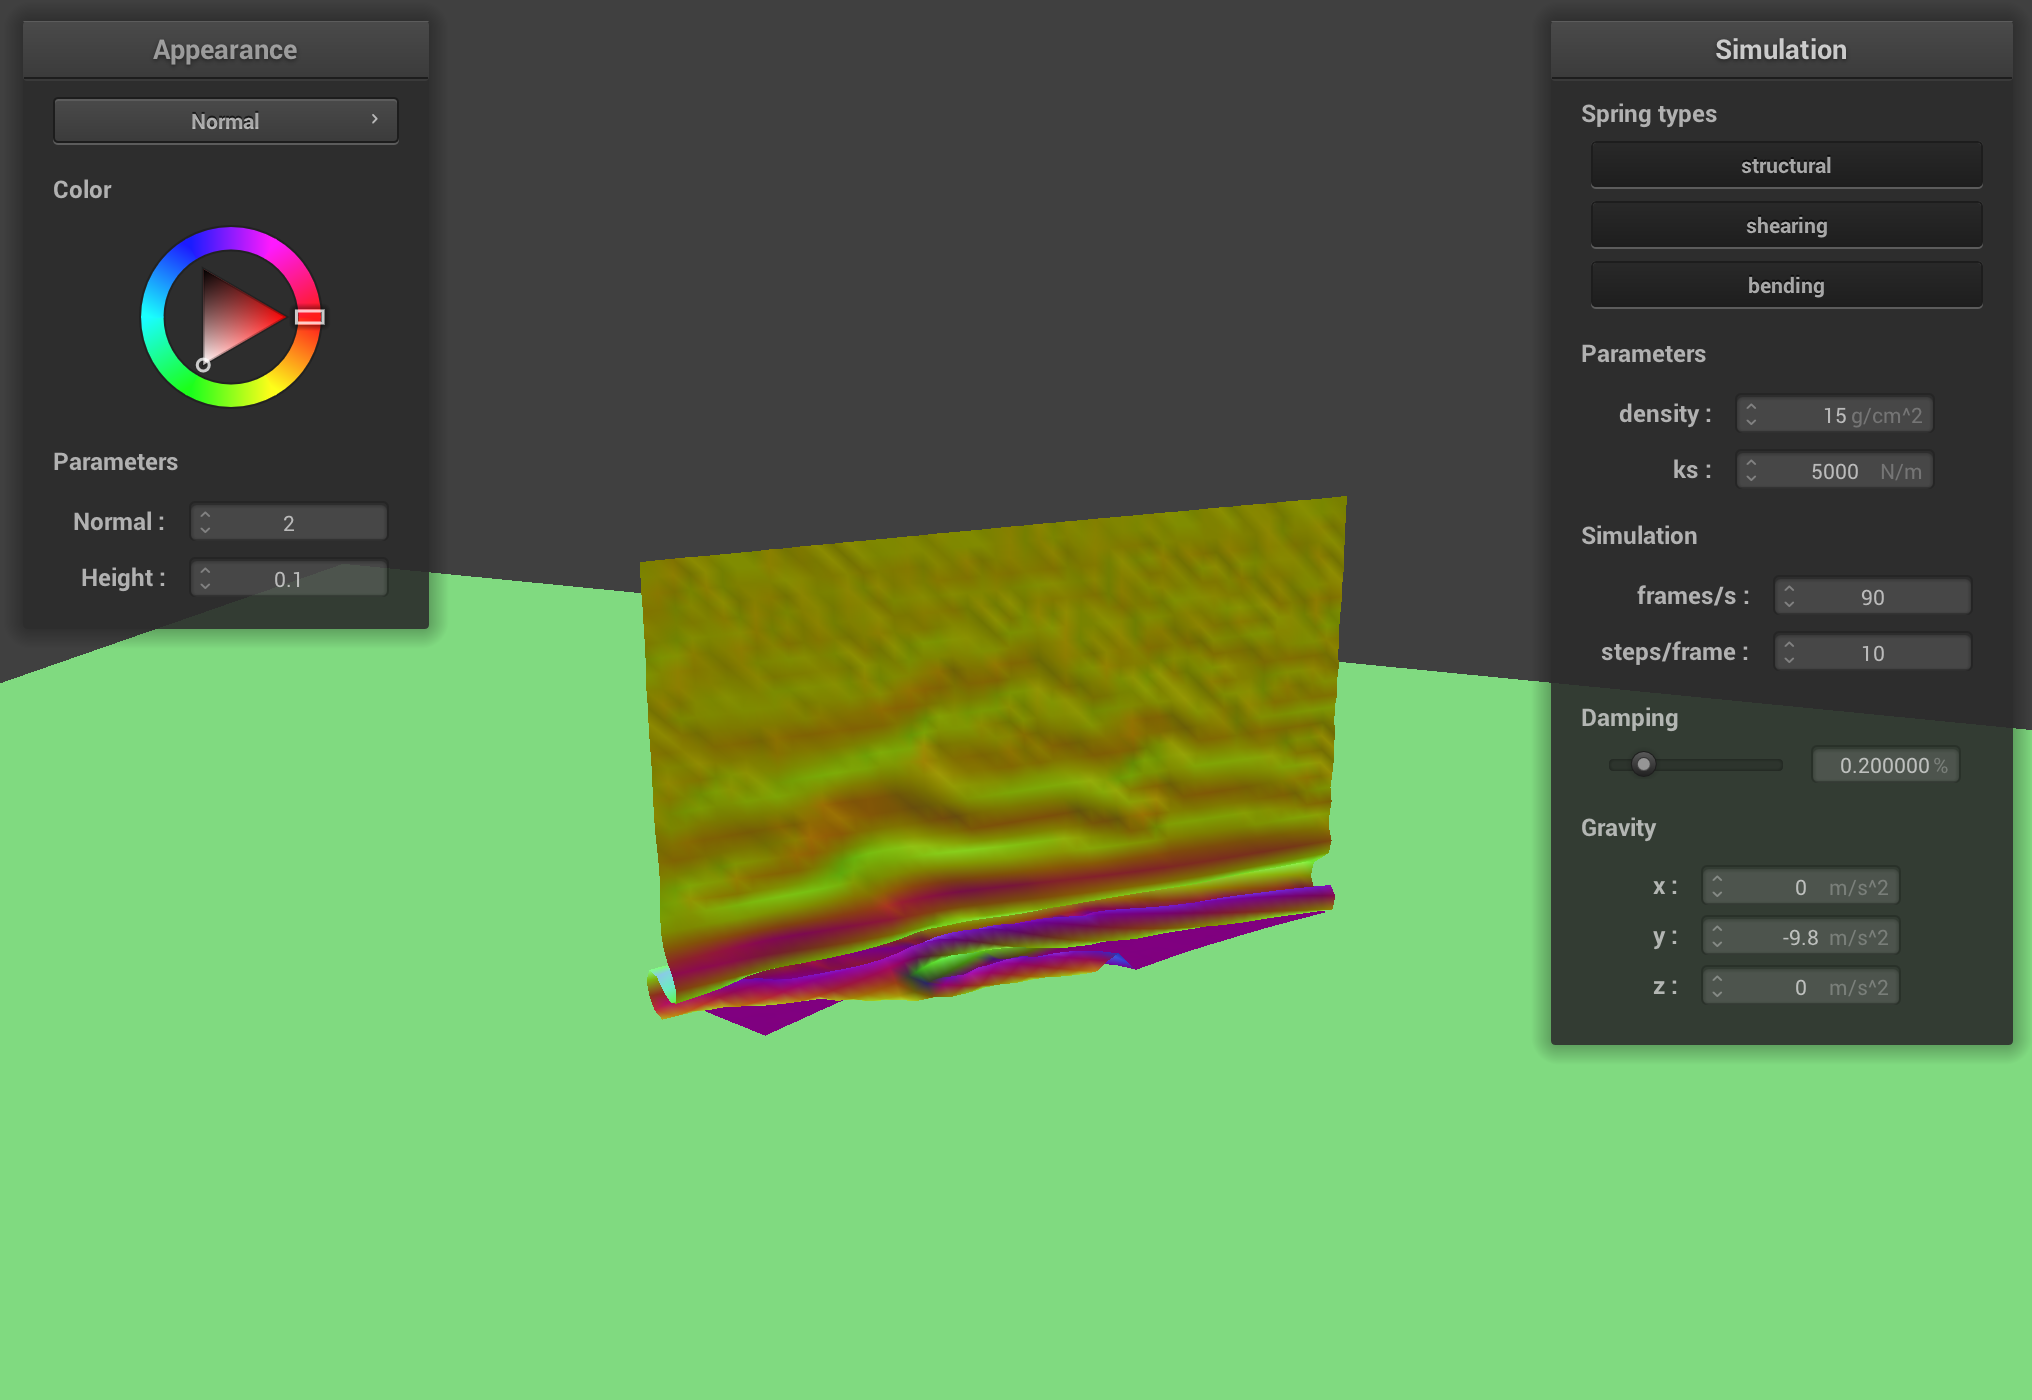 Appearance
Normal
Color
Parameters
Normal : 2
Height : 0.1
Simulation
Spring types
structural
shearing
bending
Parameters
density : 15 g/cm^2
ks : 5000 N/m
Simulation
frames/s : 90
steps/frame : 10
Damping
0.200000 %
Gravity
x : 0 m/s^2
y : -9.8 m/s^2
z : 0 m/s^2